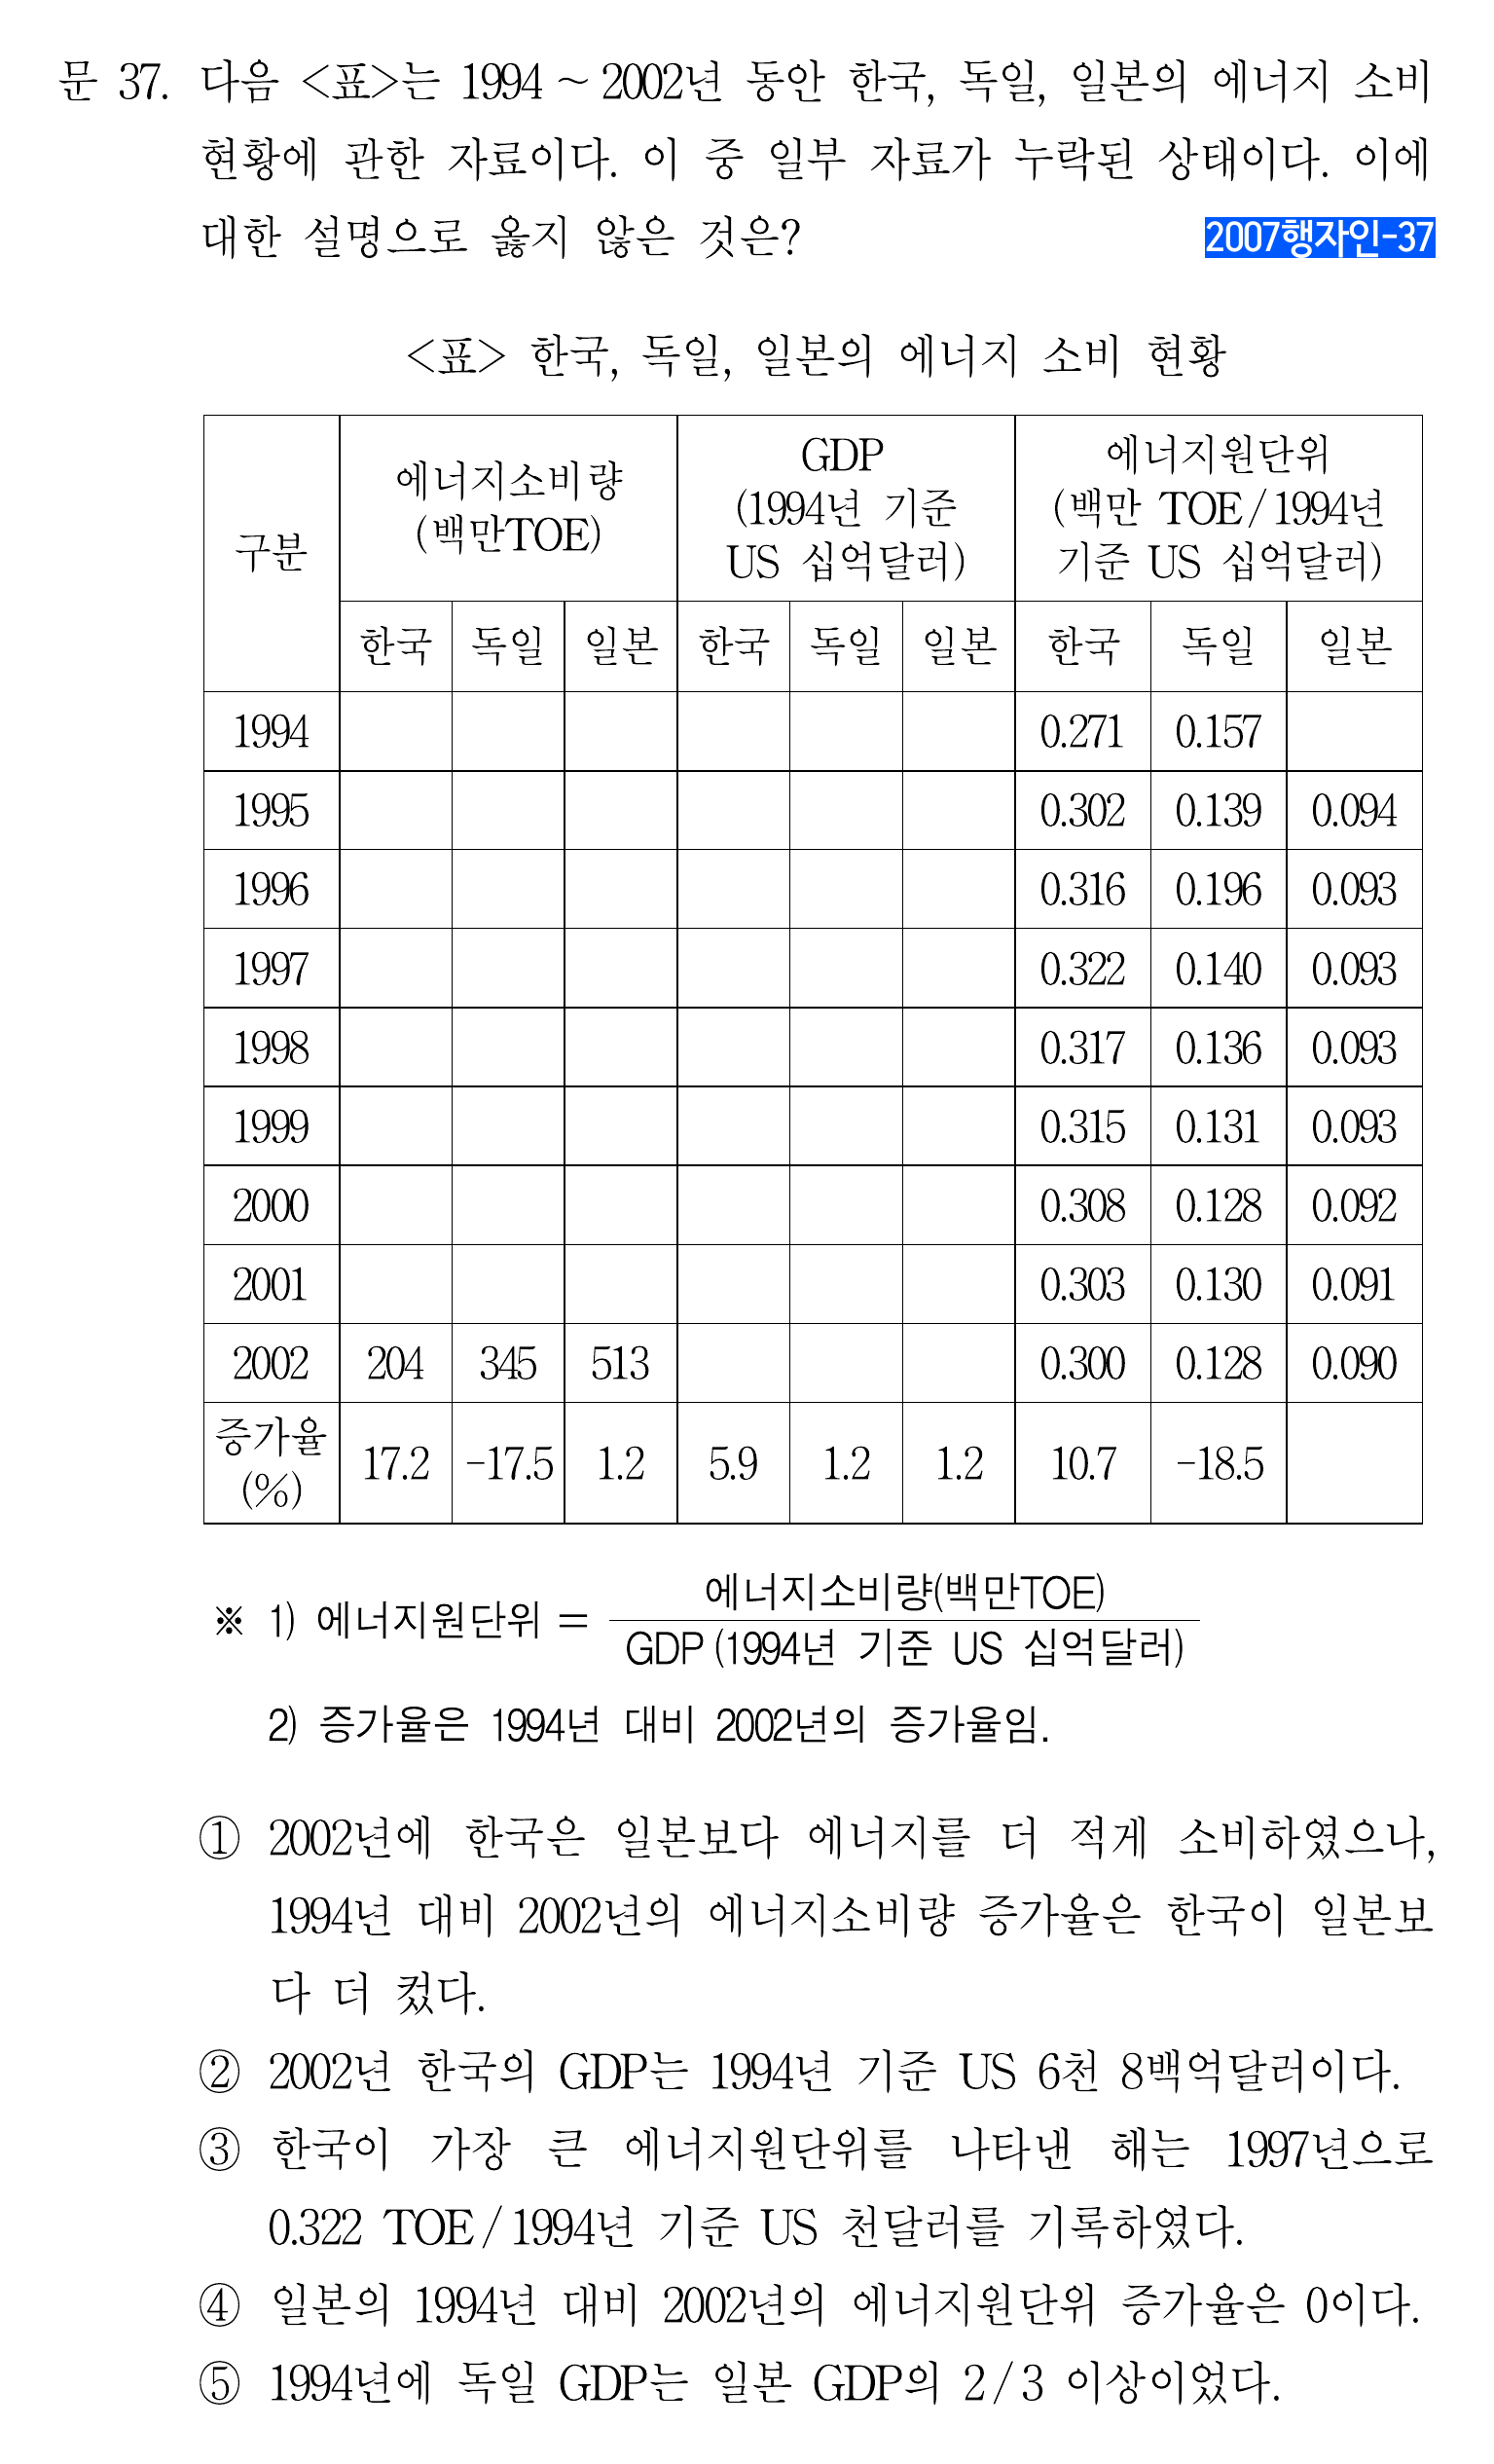 문 37. 다음 <표>는 1994 ~ 2002년 동안 한국, 독일, 일본의 에너지 소비
현황에 관한 자료이다. 이 중 일부 자료가 누락된 상태이다. 이에
대한 설명으로 옳지 않은 것은?
2007행자인-37
<표> 한국, 독일, 일본의 에너지 소비 현황
구분 에너지소비량 (백만TOE) GDP (1994년 기준 US 십억달러) 에너지원단위 (백만 TOE/1994년 기준 US 십억달러)
한국 독일 일본 한국 독일 일본 한국 독일 일본
1994 0.271 0.157
1995 0.302 0.139 0.094
1996 0.316 0.196 0.093
1997 0.322 0.140 0.093
1998 0.317 0.136 0.093
1999 0.315 0.131 0.093
2000 0.308 0.128 0.092
2001 0.303 0.130 0.091
2002 204 345 513 0.300 0.128 0.090
증가율 (%) 17.2 -17.5 1.2 5.9 1.2 1.2 10.7 -18.5
※ 1) 에너지원단위 = 에너지소비량(백만TOE)
GDP (1994년 기준 US 십억달러)
2) 증가율은 1994년 대비 2002년의 증가율임.
① 2002년에 한국은 일본보다 에너지를 더 적게 소비하였으나,
1994년 대비 2002년의 에너지소비량 증가율은 한국이 일본보
다 더 컸다.
② 2002년 한국의 GDP는 1994년 기준 US 6천 8백억달러이다.
③ 한국이 가장 큰 에너지원단위를 나타낸 해는 1997년으로
0.322 TOE/1994년 기준 US 천달러를 기록하였다.
④ 일본의 1994년 대비 2002년의 에너지원단위 증가율은 0이다.
⑤ 1994년에 독일 GDP는 일본 GDP의 2/3 이상이었다.